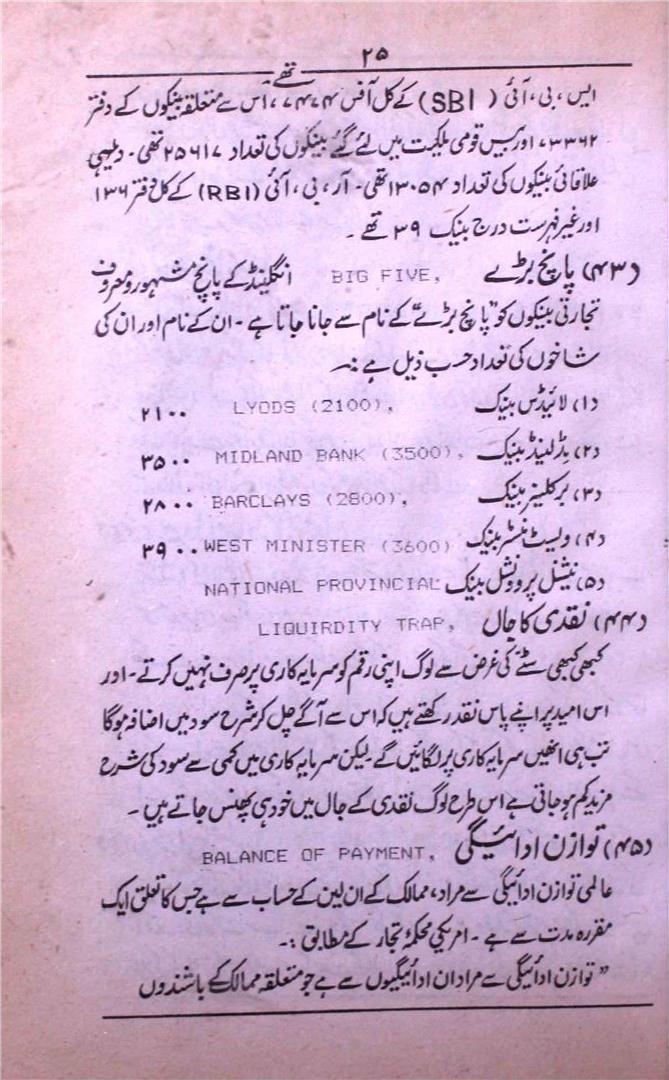 ۲۵
ایس، بی، آئی ( SBI) کے کل آفس ۷۴۷۴، اس سے متعلقہ بینکوں کے دفتر
تھے
۷۳۳۶۲ اور بیس قومی ملکیت میں لئے گئے بینکوں کی تعداد ۲۵۶۱۷ تھی۔ دیہی
علاقائی بینکوں کی تعداد ۱۳۰۵۴ تھی۔ آر، بی، آئی (RBI) کے کل دفتر ۱۳۶
اور غیر فہرست درج بینک ۳۹ تھے۔
(۴۳) پانچ بڑے BIG FIVE, انگلینڈ کے پانچ مشہور و معروف
تجارتی بینکوں کو "پانچ بڑے" کے نام سے جانا جاتا ہے۔ ان کے نام اور ان کی
شاخوں کی تعداد حسب ذیل ہے:۔
(۱) لائیڈس بینک LYODS (2100), ۲۱۰۰
(۲) مڈلینڈ بینک MIDLAND BANK (3500), ۳۵۰۰
(۳) برکلیز بینک BARCLAYS (2800), ۲۸۰۰
(۴) ویسٹ منسٹر بینک WEST MINISTER (3600) ۳۹۰۰
(۵) نیشنل پروونشل بینک NATIONAL PROVINCIAL
(۴۴) نقدی کا جال LIQUIRDITY TRAP,
کبھی کبھی سٹے کی غرض سے لوگ اپنی رقم کو سرمایہ کاری پر صرف نہیں کرتے۔ اور
اس امید پر اپنے پاس نقد رکھتے ہیں کہ اس سے آگے چل کر شرح سود میں اضافہ ہوگا
تب ہی انھیں سرمایہ کاری پر لگائیں گے۔ لیکن سرمایہ کاری میں کمی سے سود کی شرح
مزید کم ہو جاتی ہے اس طرح لوگ نقدی کے جال میں خود ہی پھنس جاتے ہیں۔
(۴۵) توازن ادائیگی BALANCE OF PAYMENT,
عالمی توازن ادائیگی سے مراد، ممالک کے ان لین کے حساب سے ہے جس کا تعلق ایک
مقررہ مدت سے ہے۔ امریکی محکمۂ تجار کے مطابق :۔
"توازن ادائیگی سے مراد ان ادائیگیوں سے ہے جو متعلقہ ممالک کے باشندوں